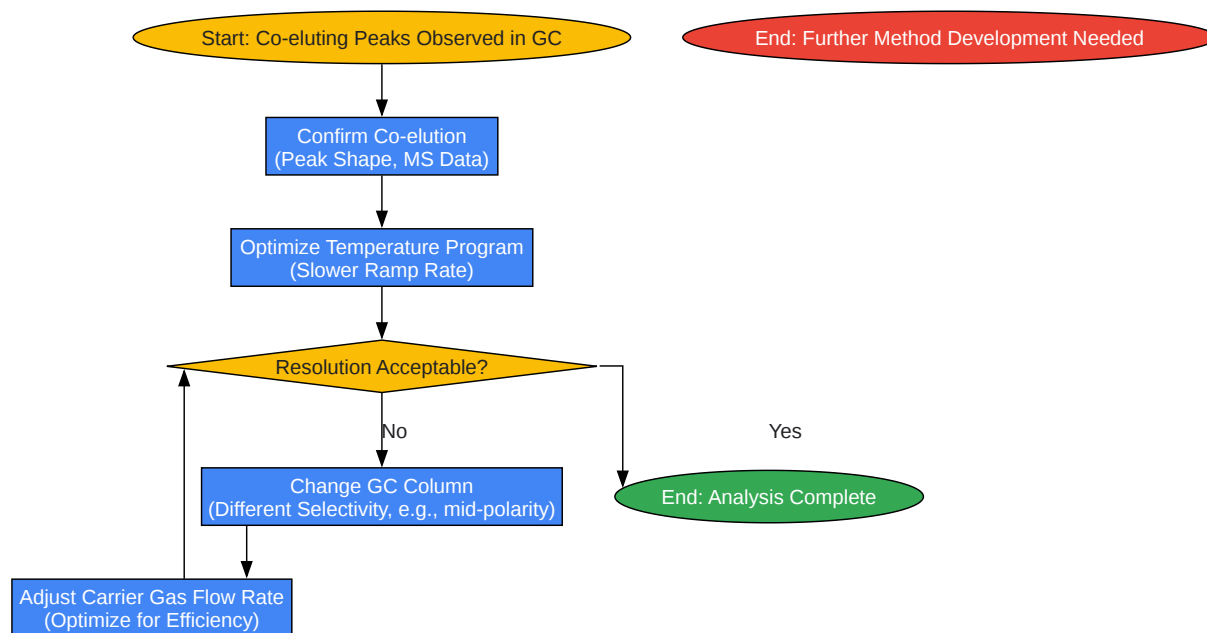 Start: Co-eluting Peaks Observed in GC
End: Further Method Development Needed
Confirm Co-elution
(Peak Shape, MS Data)
Optimize Temperature Program
(Slower Ramp Rate)
Resolution Acceptable?
No
Yes
Change GC Column
(Different Selectivity, e.g., mid-polarity)
End: Analysis Complete
Adjust Carrier Gas Flow Rate
(Optimize for Efficiency)